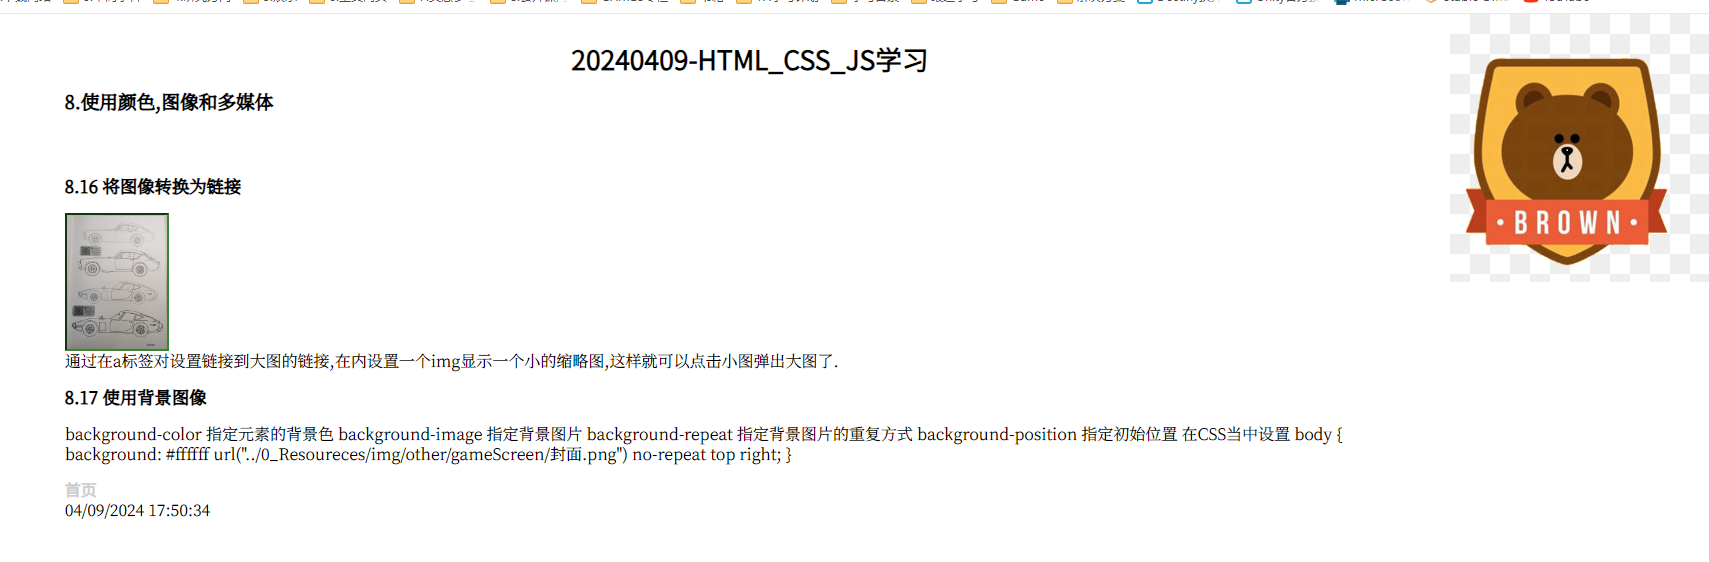 20240409-HTML_CSS_JS学习
8.使用颜色,图像和多媒体
8.16 将图像转换为链接
·BROWN·
通过在a标签对设置链接到大图的链接,在内设置一个img显示一个小的缩略图,这样就可以点击小图弹出大图了.
8.17 使用背景图像
background-color 指定元素的背景色 background-image 指定背景图片 background-repeat 指定背景图片的重复方式 background-position 指定初始位置 在CSS当中设置 body {
background: #ffffff url("../0_Resoureces/img/other/gameScreen/封面.png") no-repeat top right; }
首页
04/09/2024 17:50:34